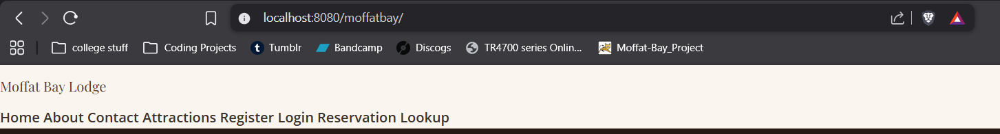 localhost:8080/moffatbay/
college stuff Coding Projects t Tumblr Bandcamp Discogs TR4700 series Onlin... Moffat-Bay_Project
Moffat Bay Lodge
Home About Contact Attractions Register Login Reservation Lookup